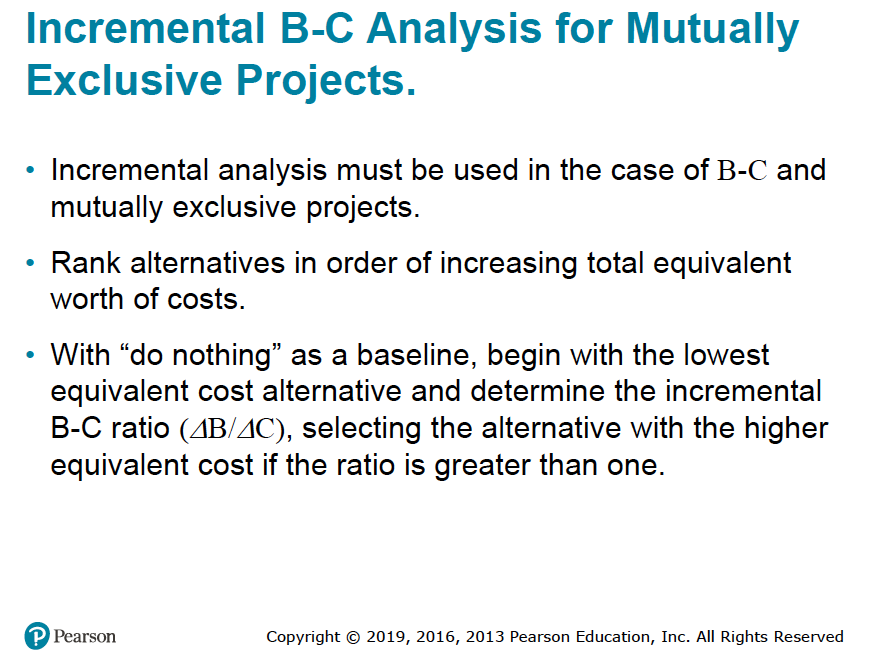 Incremental B-C Analysis for Mutually
Exclusive Projects.
• Incremental analysis must be used in the case of B-C and
mutually exclusive projects.
• Rank alternatives in order of increasing total equivalent
worth of costs.
• With “do nothing” as a baseline, begin with the lowest
equivalent cost alternative and determine the incremental
B-C ratio (ΔB/ΔC), selecting the alternative with the higher
equivalent cost if the ratio is greater than one.
P Pearson
Copyright © 2019, 2016, 2013 Pearson Education, Inc. All Rights Reserved